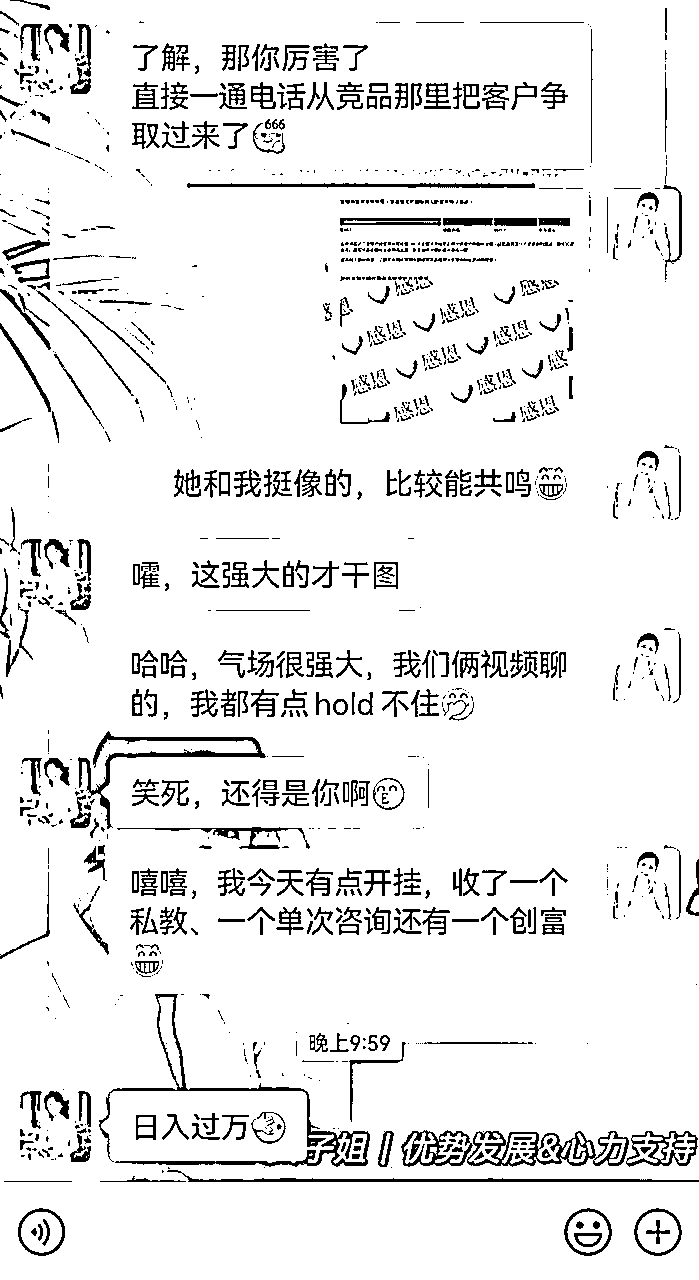 了解，那你厉害了
直接一通电话从竞品那里把客户争
取过来了
666
感恩 感恩
感恩 感恩 感恩
感恩 感恩 感恩
感恩 感恩 感恩
感恩 感恩
她和我挺像的，比较能共鸣
嚯，这强大的才干图
哈哈，气场很强大，我们俩视频聊
的，我都有点hold 不住
笑死，还得是你啊
嘻嘻，我今天有点开挂，收了一个
私教、一个单次咨询还有一个创富
晚上9:59
日入过万
子姐丨优势发展&心力支持